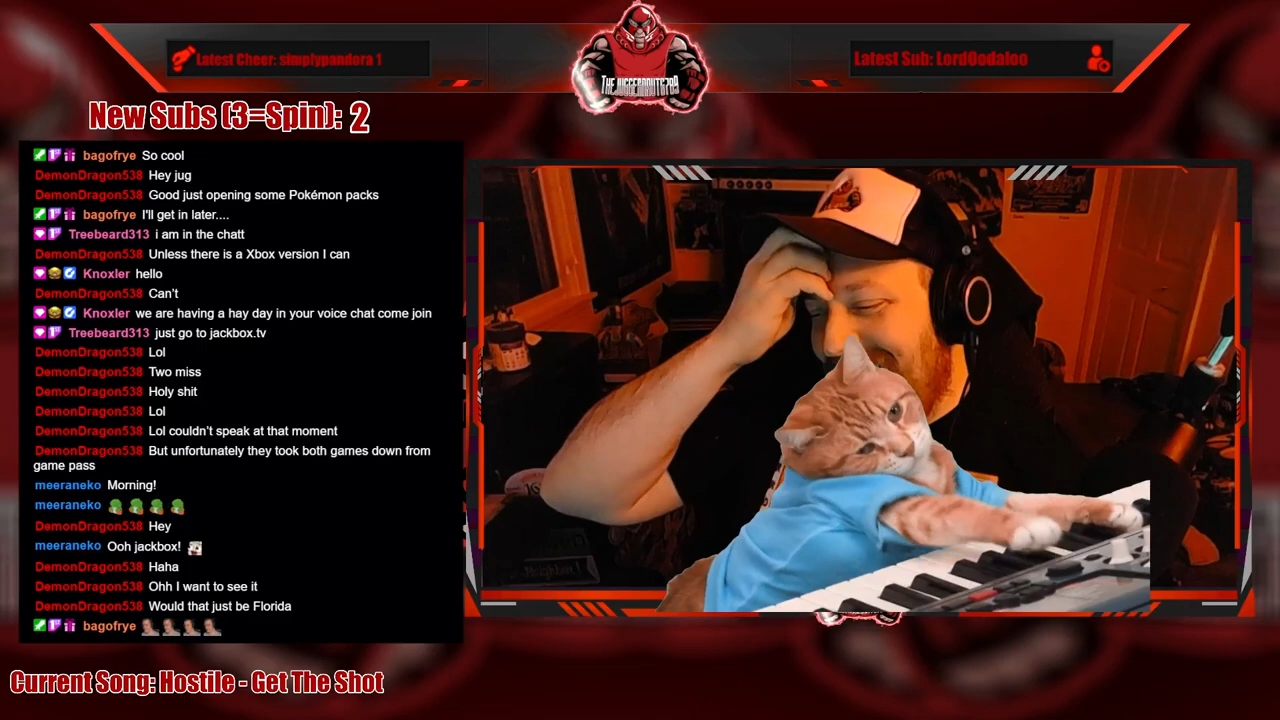 Latest Cheer: simplypandora 1
THEJUGGERNAUT6789
Latest Sub: LordOodaloo
New Subs (3=Spin): 2
bagofrye So cool
DemonDragon538 Hey jug
DemonDragon538 Good just opening some Pokémon packs
bagofrye I'll get in later....
Treebeard313 i am in the chatt
DemonDragon538 Unless there is a Xbox version I can
Knoxler hello
DemonDragon538 Can't
Knoxler we are having a hay day in your voice chat come join
Treebeard313 just go to jackbox.tv
DemonDragon538 Lol
DemonDragon538 Two miss
DemonDragon538 Holy shit
DemonDragon538 Lol
DemonDragon538 Lol couldn't speak at that moment
DemonDragon538 But unfortunately they took both games down from
game pass
meeraneko Morning!
meeraneko
DemonDragon538 Hey
meeraneko Ooh jackbox!
DemonDragon538 Haha
DemonDragon538 Ohh I want to see it
DemonDragon538 Would that just be Florida
bagofrye
Current Song: Hostile - Get The Shot